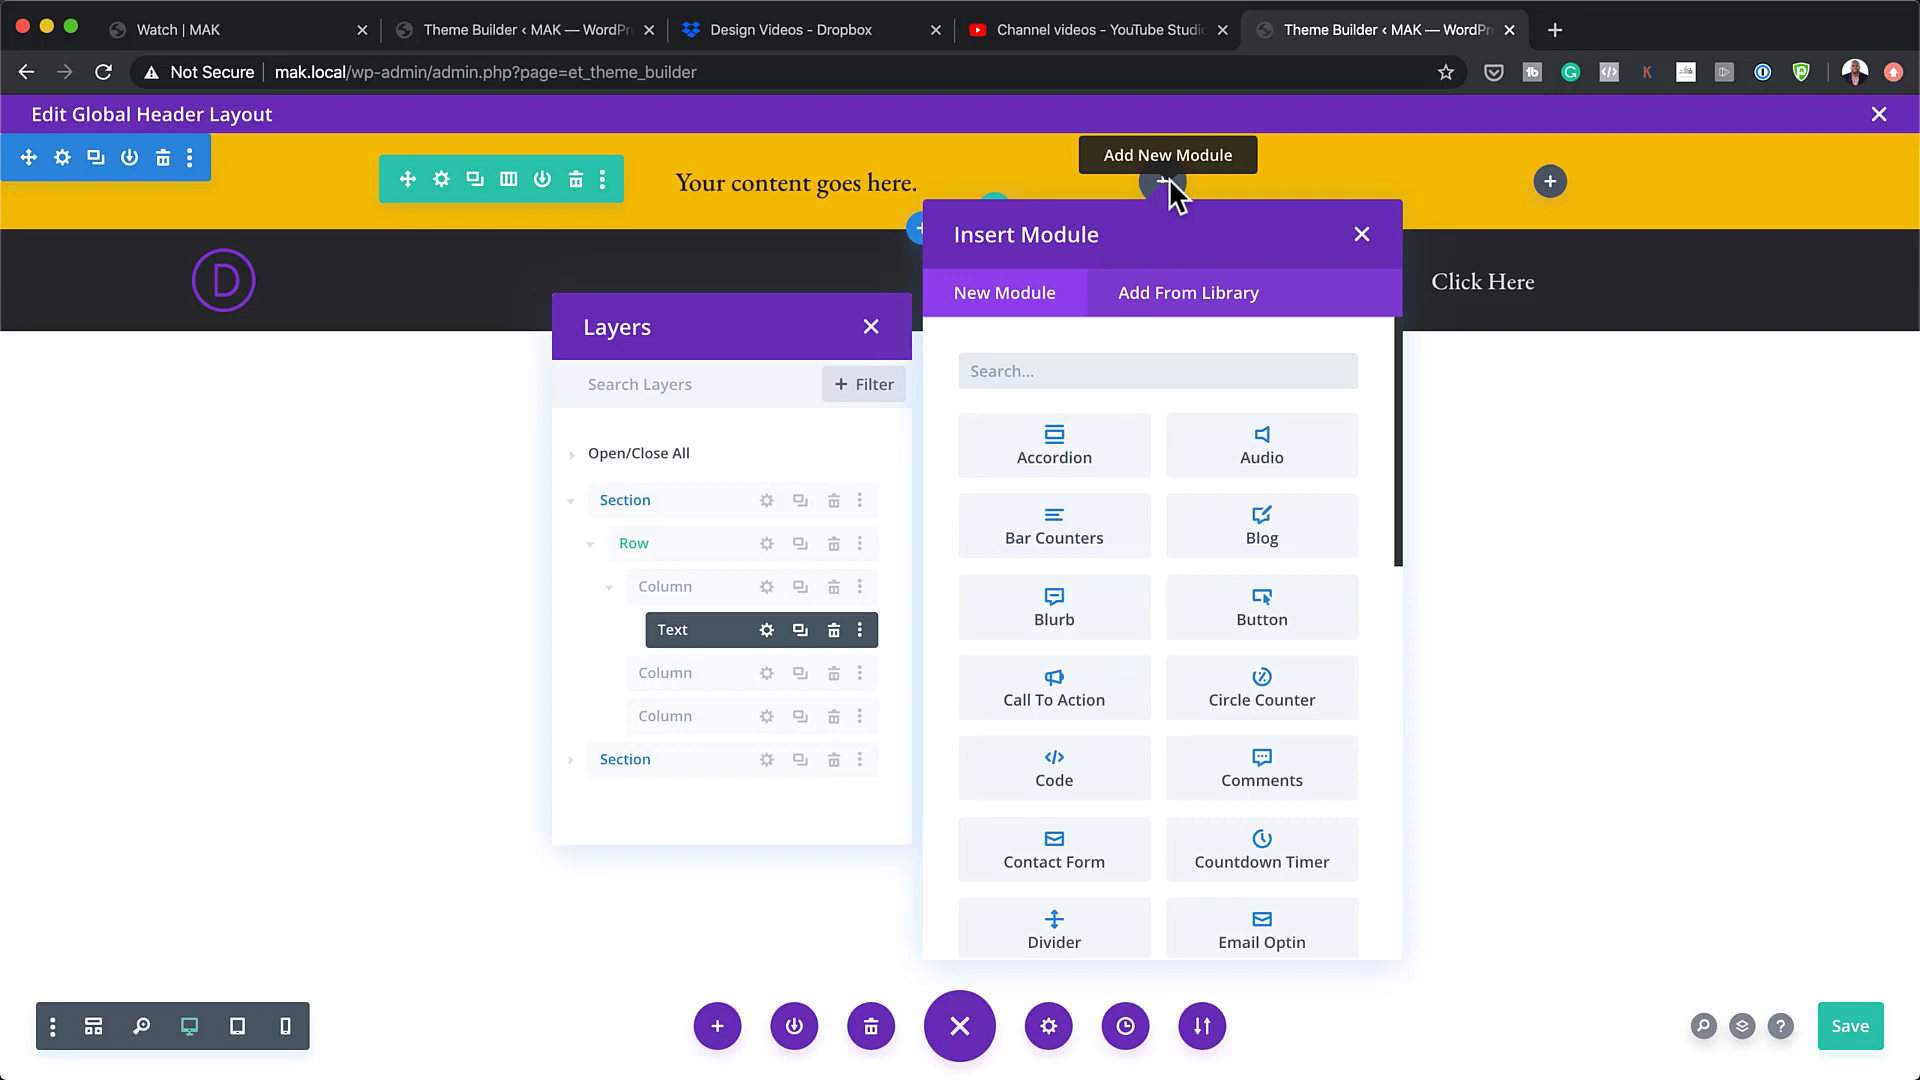 Watch | MAK
Theme Builder ‹ MAK — WordPr
Design Videos - Dropbox
Channel videos - YouTube Studio
Theme Builder ‹ MAK — WordPr
Not Secure
mak.local/wp-admin/admin.php?page=et_theme_builder
Edit Global Header Layout
Add New Module
Your content goes here.
D
Click Here
Insert Module
New Module
Add From Library
Search...
Accordion
Audio
Bar Counters
Blog
Blurb
Button
Call To Action
Circle Counter
Code
Comments
Contact Form
Countdown Timer
Divider
Email Optin
Layers
Search Layers
+ Filter
Open/Close All
Section
Row
Column
Text
Column
Column
Section
Save